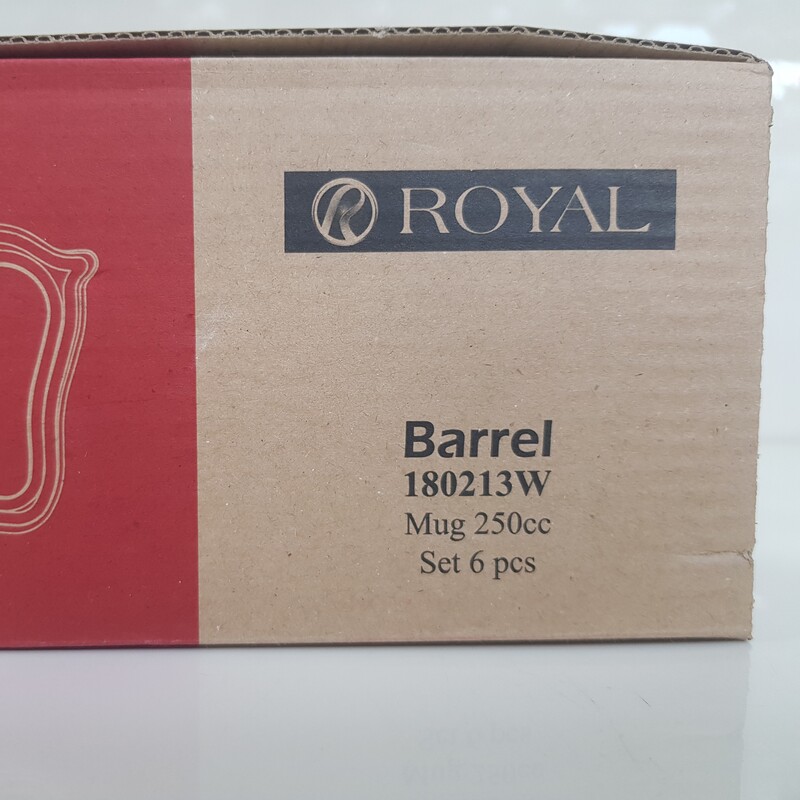 ROYAL
Barrel
180213W
Mug 250cc
Set 6 pcs